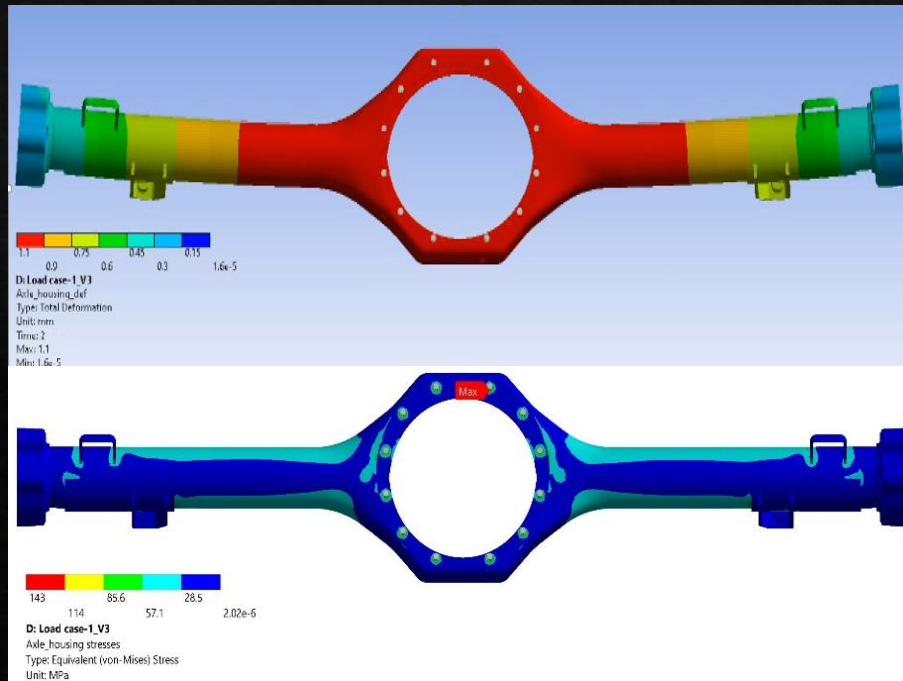 1.1 0.75 0.45 0.15
0.9 0.6 0.3 1.6e-5
D: Load case-1_V3
Axle_housing_def
Type: Total Deformation
Unit: mm
Time: 2
Max: 1.1
Min: 1.6e-5
Max
143 85.6 28.5
114 57.1 2.02e-6
D: Load case-1_V3
Axle_housing stresses
Type: Equivalent (von-Mises) Stress
Unit: MPa